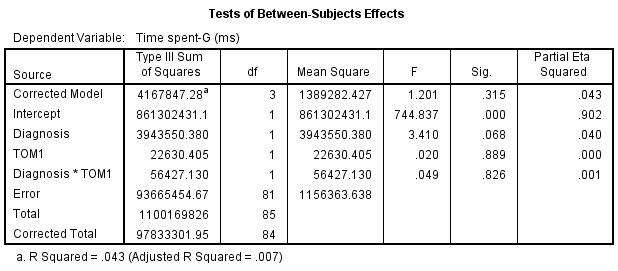 Tests of Between-Subjects Effects
Dependent Variable: Time spent-G (ms)
Source Type III Sum of Squares df Mean Square F Sig. Partial Eta Squared
Corrected Model 4167847.28a 3 1389282.427 1.201 .315 .043
Intercept 861302431.1 1 861302431.1 744.837 .000 .902
Diagnosis 3943550.380 1 3943550.380 3.410 .068 .040
TOM1 22630.405 1 22630.405 .020 .889 .000
Diagnosis * TOM1 56427.130 1 56427.130 .049 .826 .001
Error 93665454.67 81 1156363.638
Total 1100169826 85
Corrected Total 97833301.95 84
a. R Squared = .043 (Adjusted R Squared = .007)